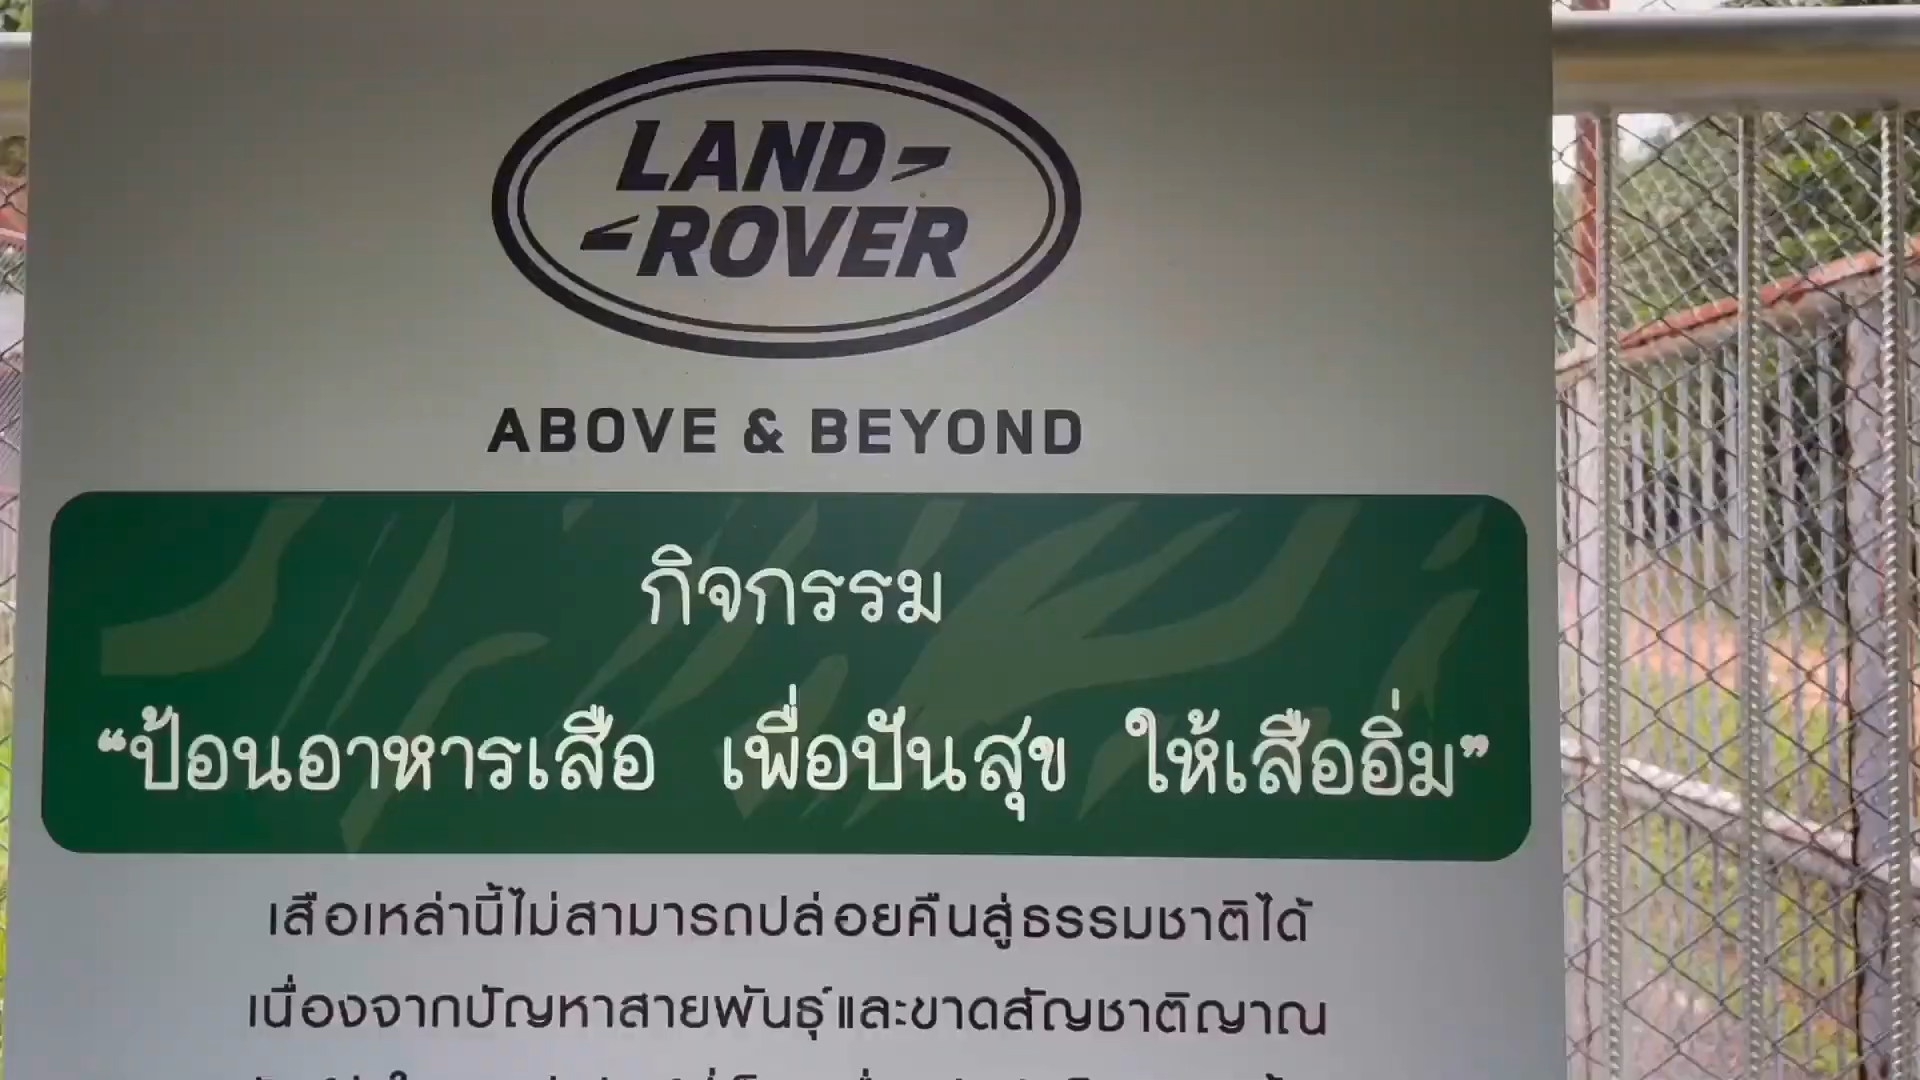 LAND
ROVER
ABOVE & BEYOND
กิจกรรม
“ป้อนอาหารเสือ เพื่อปันสุข ให้เสืออิ่ม”
เสือเหล่านี้ไม่สามารถปล่อยคืนสู่ธรรมชาติได้
เนื่องจากปัญหาสายพันธุ์และขาดสัญชาติญาณ